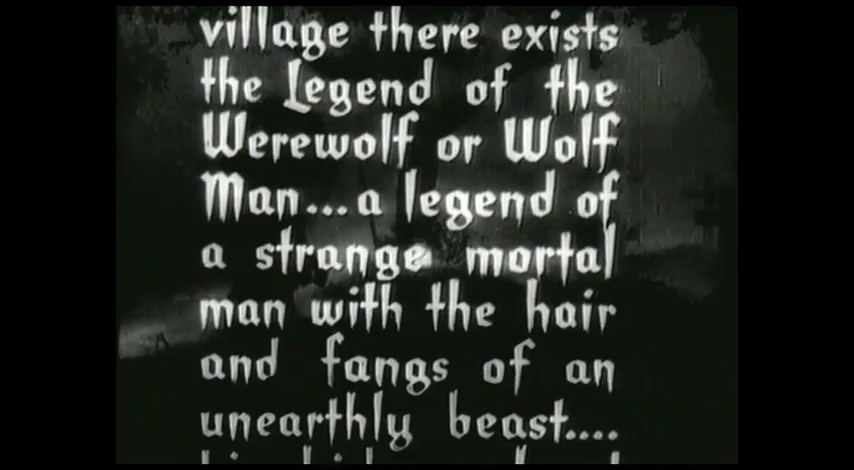 village there exists
the Legend of the
Werewolf or Wolf
Man...a legend of
a strange mortal
man with the hair
and fangs of an
unearthly beast....